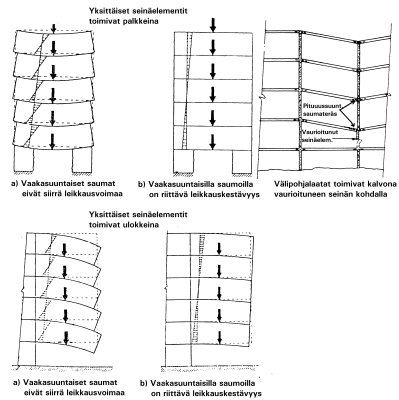 Yksittäiset seinäelementit
toimivat palkkeina
Pituussuunt
saumateräs
Vaurioitunut
seinäelem.
a) Vaakasuuntaiset saumat
eivät siirrä leikkausvoimaa
b) Vaakasuuntaisilla saumoilla
on riittävä leikkauskestävyys
Välipohjalaatat toimivat kalvona
vaurioituneen seinän kohdalla
Yksittäiset seinäelementit
toimivat ulokkeina
a) Vaakasuuntaiset saumat
eivät siirrä leikkausvoimaa
b) Vaakasuuntaisilla saumoilla
on riittävä leikkauskestävyys